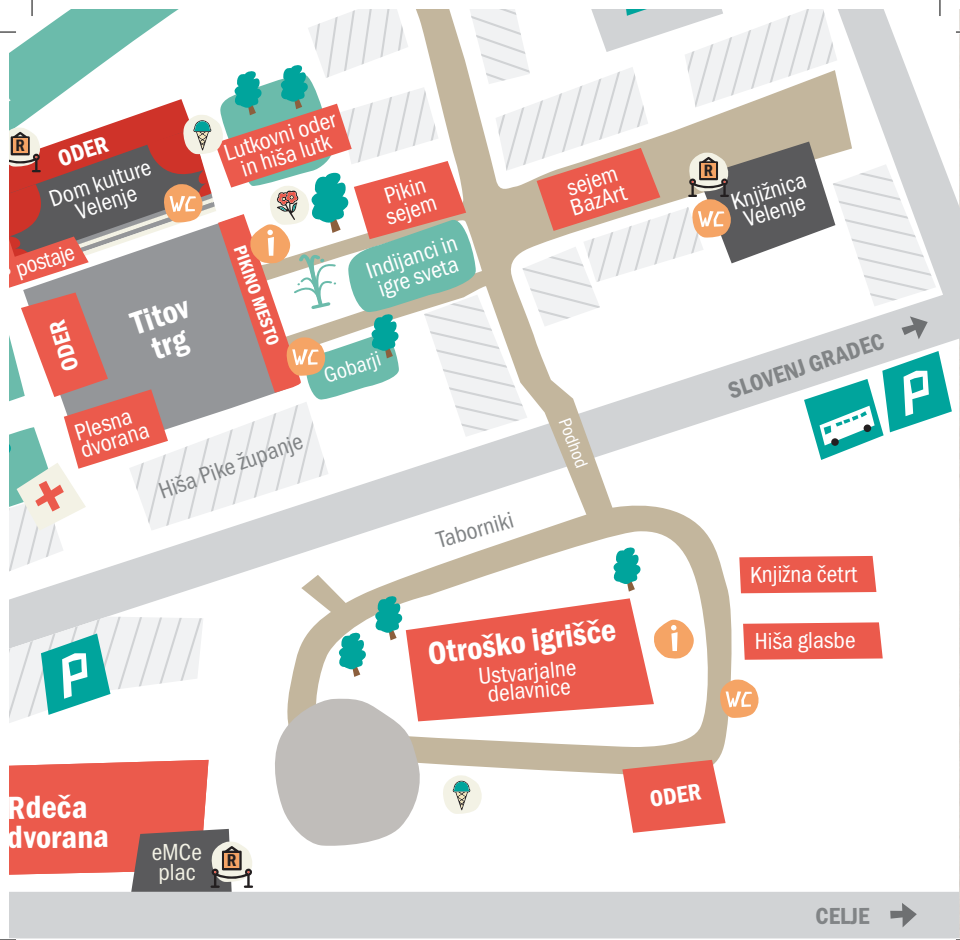 R
ODER
Dom kulture
Velenje
WC
postaje
Lutkovni oder
in hiša lutk
Pikin
sejem
sejem
BazArt
R
Knjižnica
Velenje
WC
i
PIKINO MESTO
Indijanci in
igre sveta
Titov
trg
ODER
WC
Gobarji
Plesna
dvorana
Hiša Pike županje
SLOVENJ GRADEC
P
Podhod
Taborniki
Knjižna četrt
Hiša glasbe
Otroško igrišče
Ustvarjalne
delavnice
i
WC
P
ODER
Rdeča
dvorana
eMCe
plac
R
CELJE